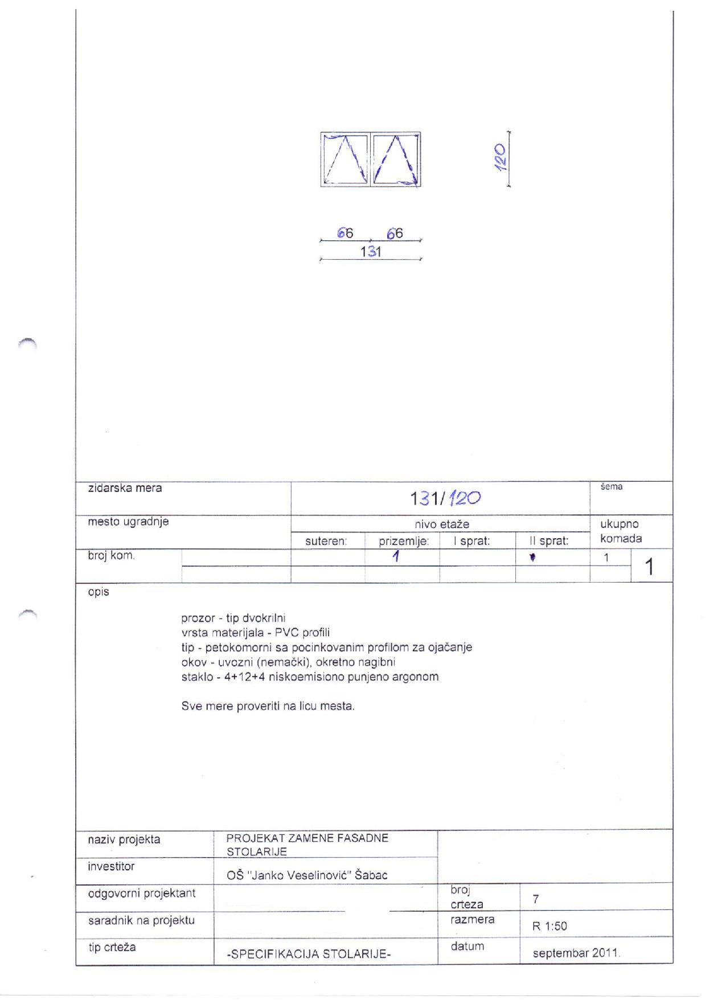 120
66 66
131
zidarska mera 131/120 šema
mesto ugradnje nivo etaže ukupno komada
suteren: prizemlje: I sprat: II sprat:
broj kom. 1 1 1
opis
prozor - tip dvokrilni
vrsta materijala - PVC profili
tip - petokomorni sa pocinkovanim profilom za ojačanje
okov - uvozni (nemački), okretno nagibni
staklo - 4+12+4 niskoemisiono punjeno argonom
Sve mere proveriti na licu mesta.
naziv projekta PROJEKAT ZAMENE FASADNE
STOLARIJE
investitor OŠ "Janko Veselinović" Šabac
odgovorni projektant broj
crteza 7
saradnik na projektu razmera R 1:50
tip crteža -SPECIFIKACIJA STOLARIJE- datum septembar 2011.